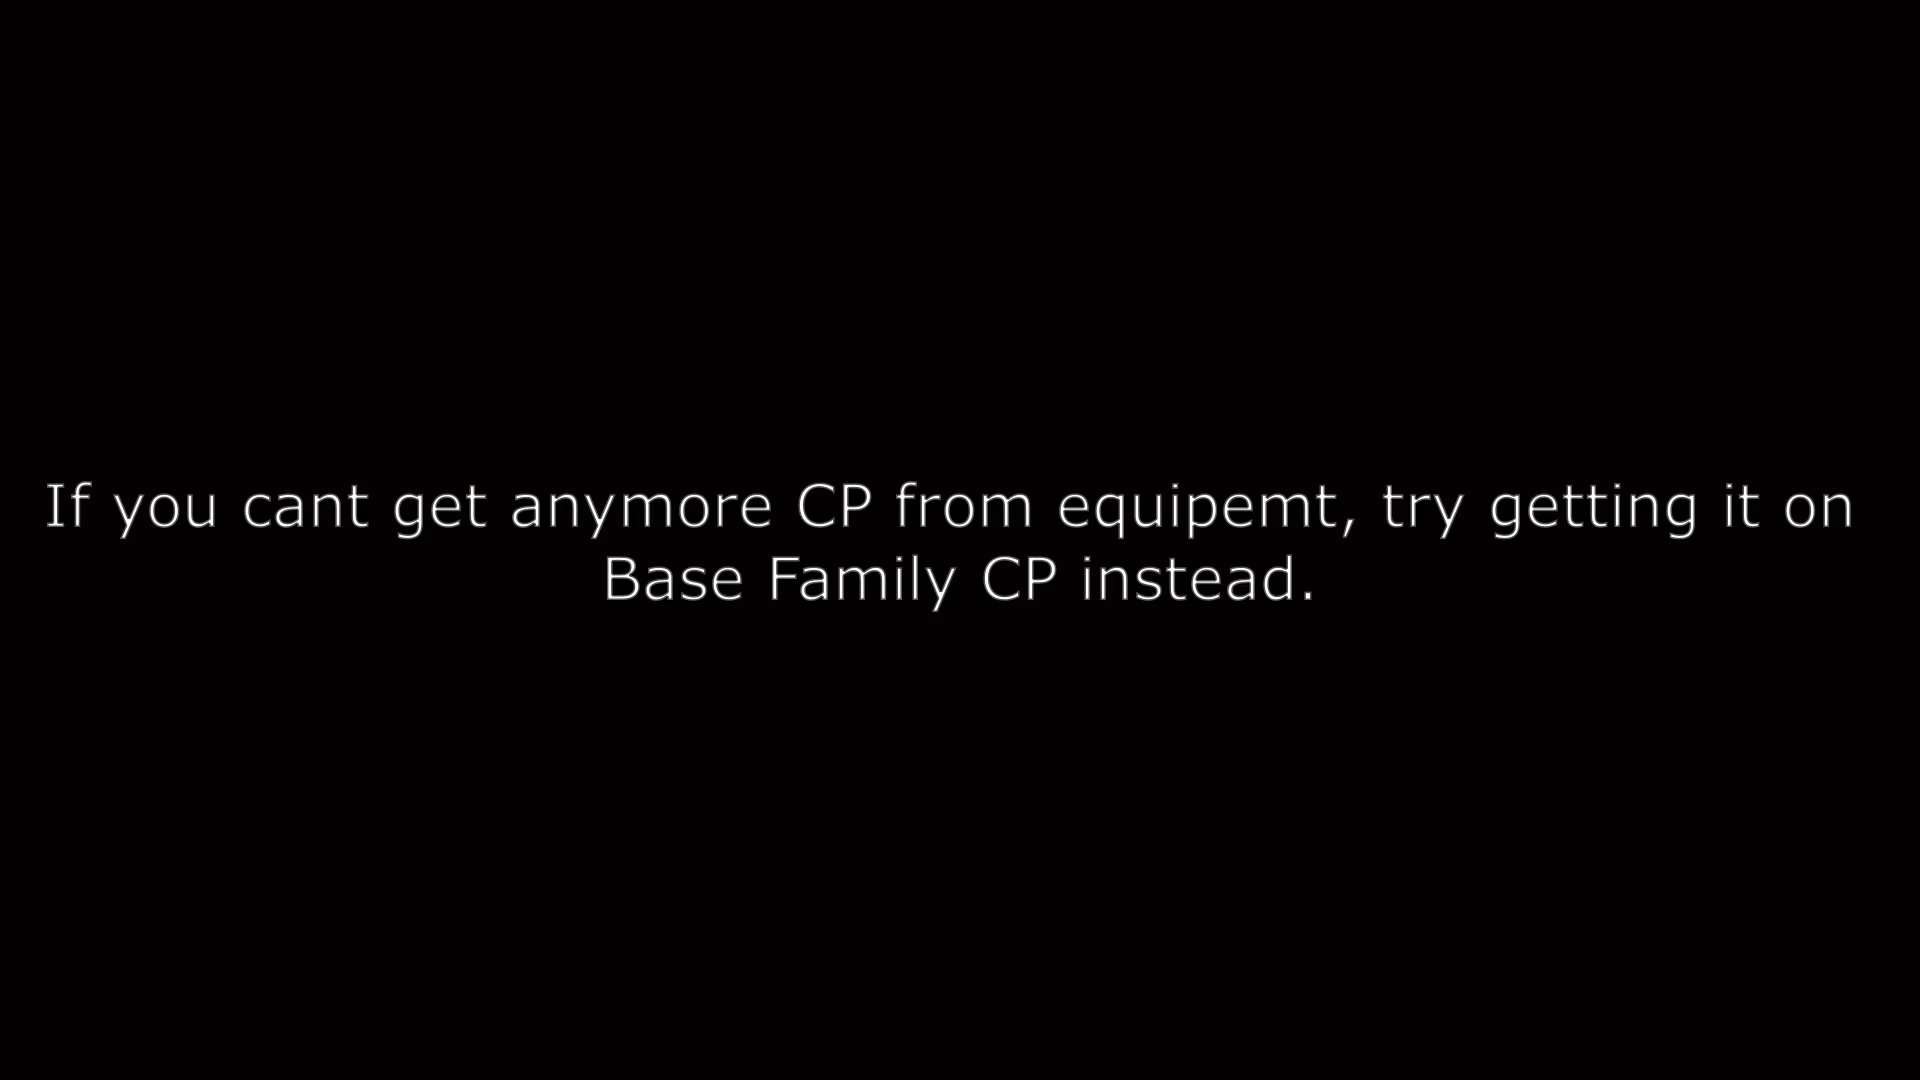 If you cant get anymore CP from equipemt, try getting it on
Base Family CP instead.